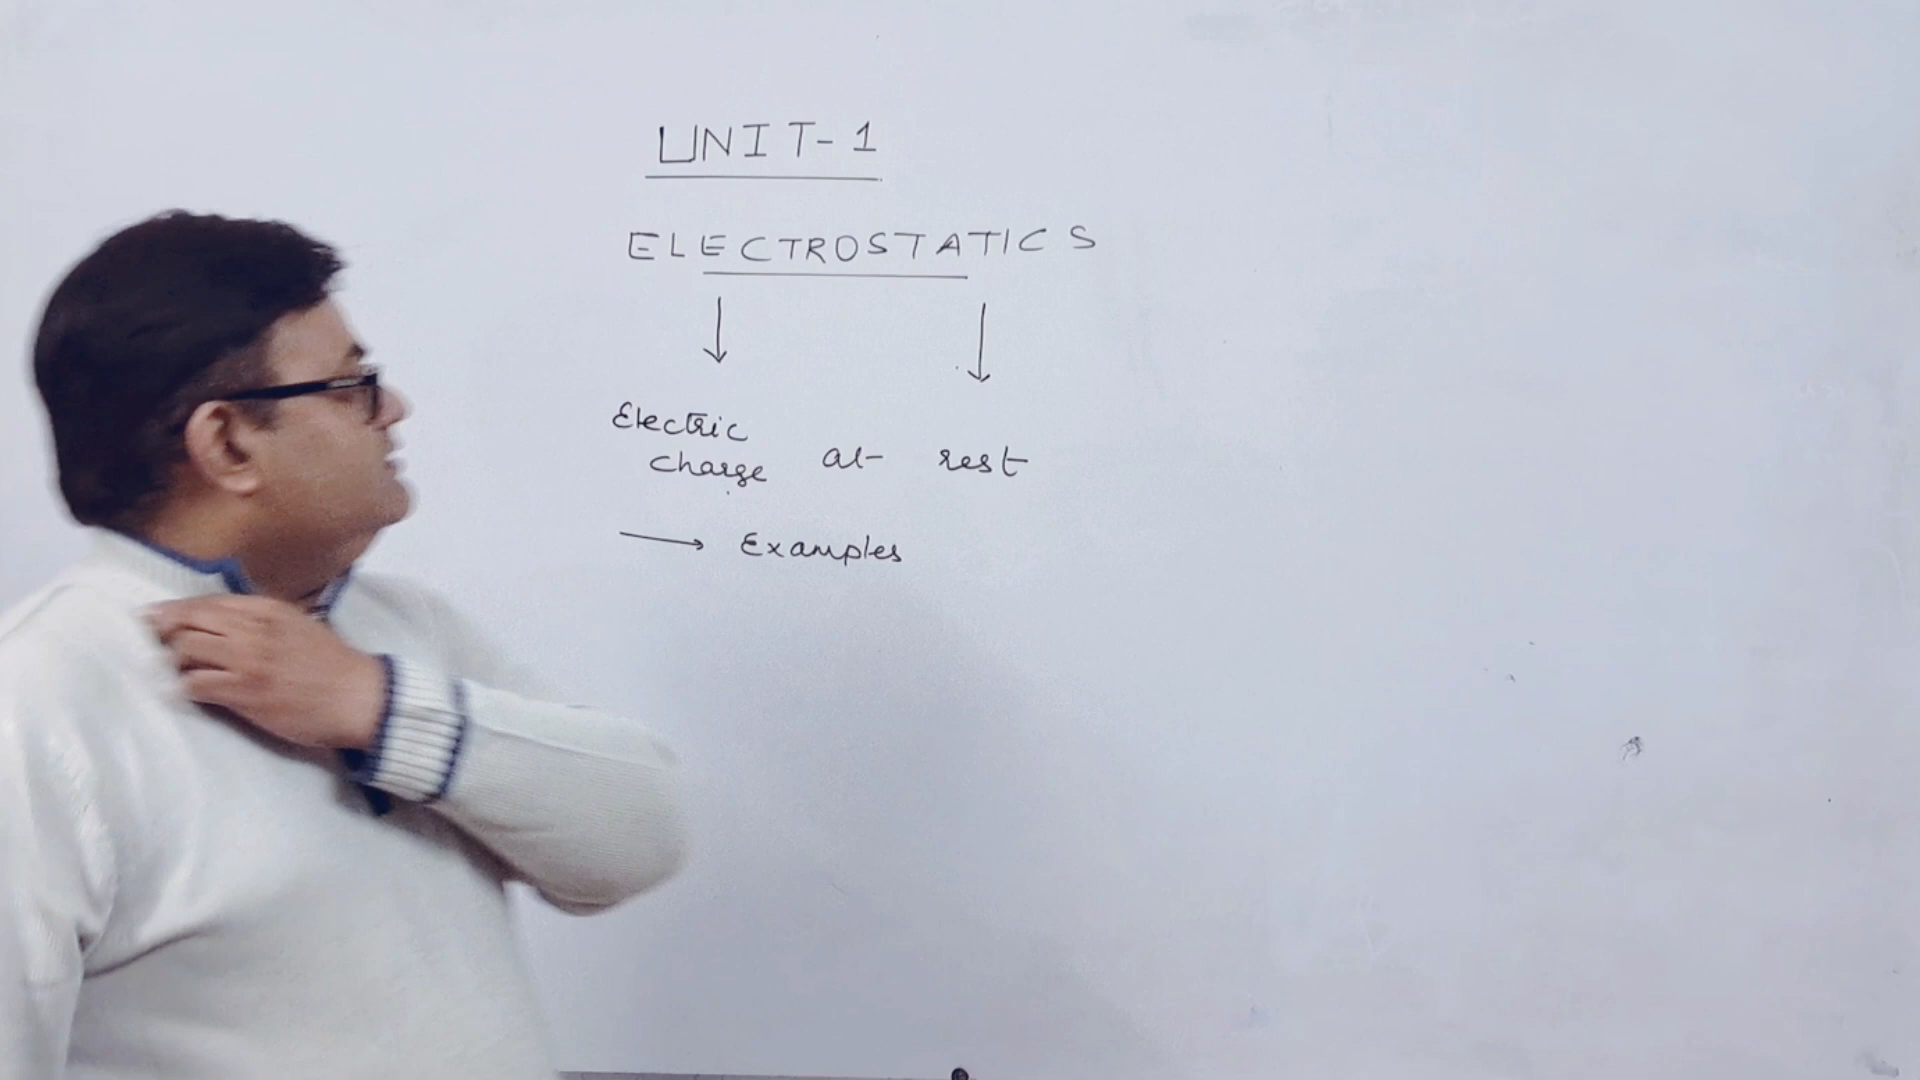 UNIT-1
ELECTROSTATICS
Electric
charge at rest
→ Examples